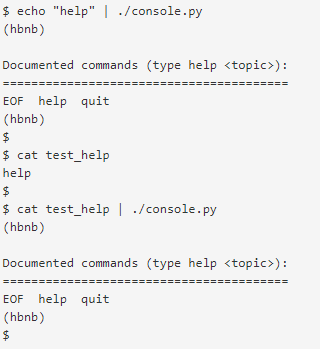 $ echo "help" | ./console.py
(hbnb)
Documented commands (type help <topic>):
========================================
EOF  help  quit
(hbnb)
$
$ cat test_help
help
$
$ cat test_help | ./console.py
(hbnb)
Documented commands (type help <topic>):
========================================
EOF  help  quit
(hbnb)
$